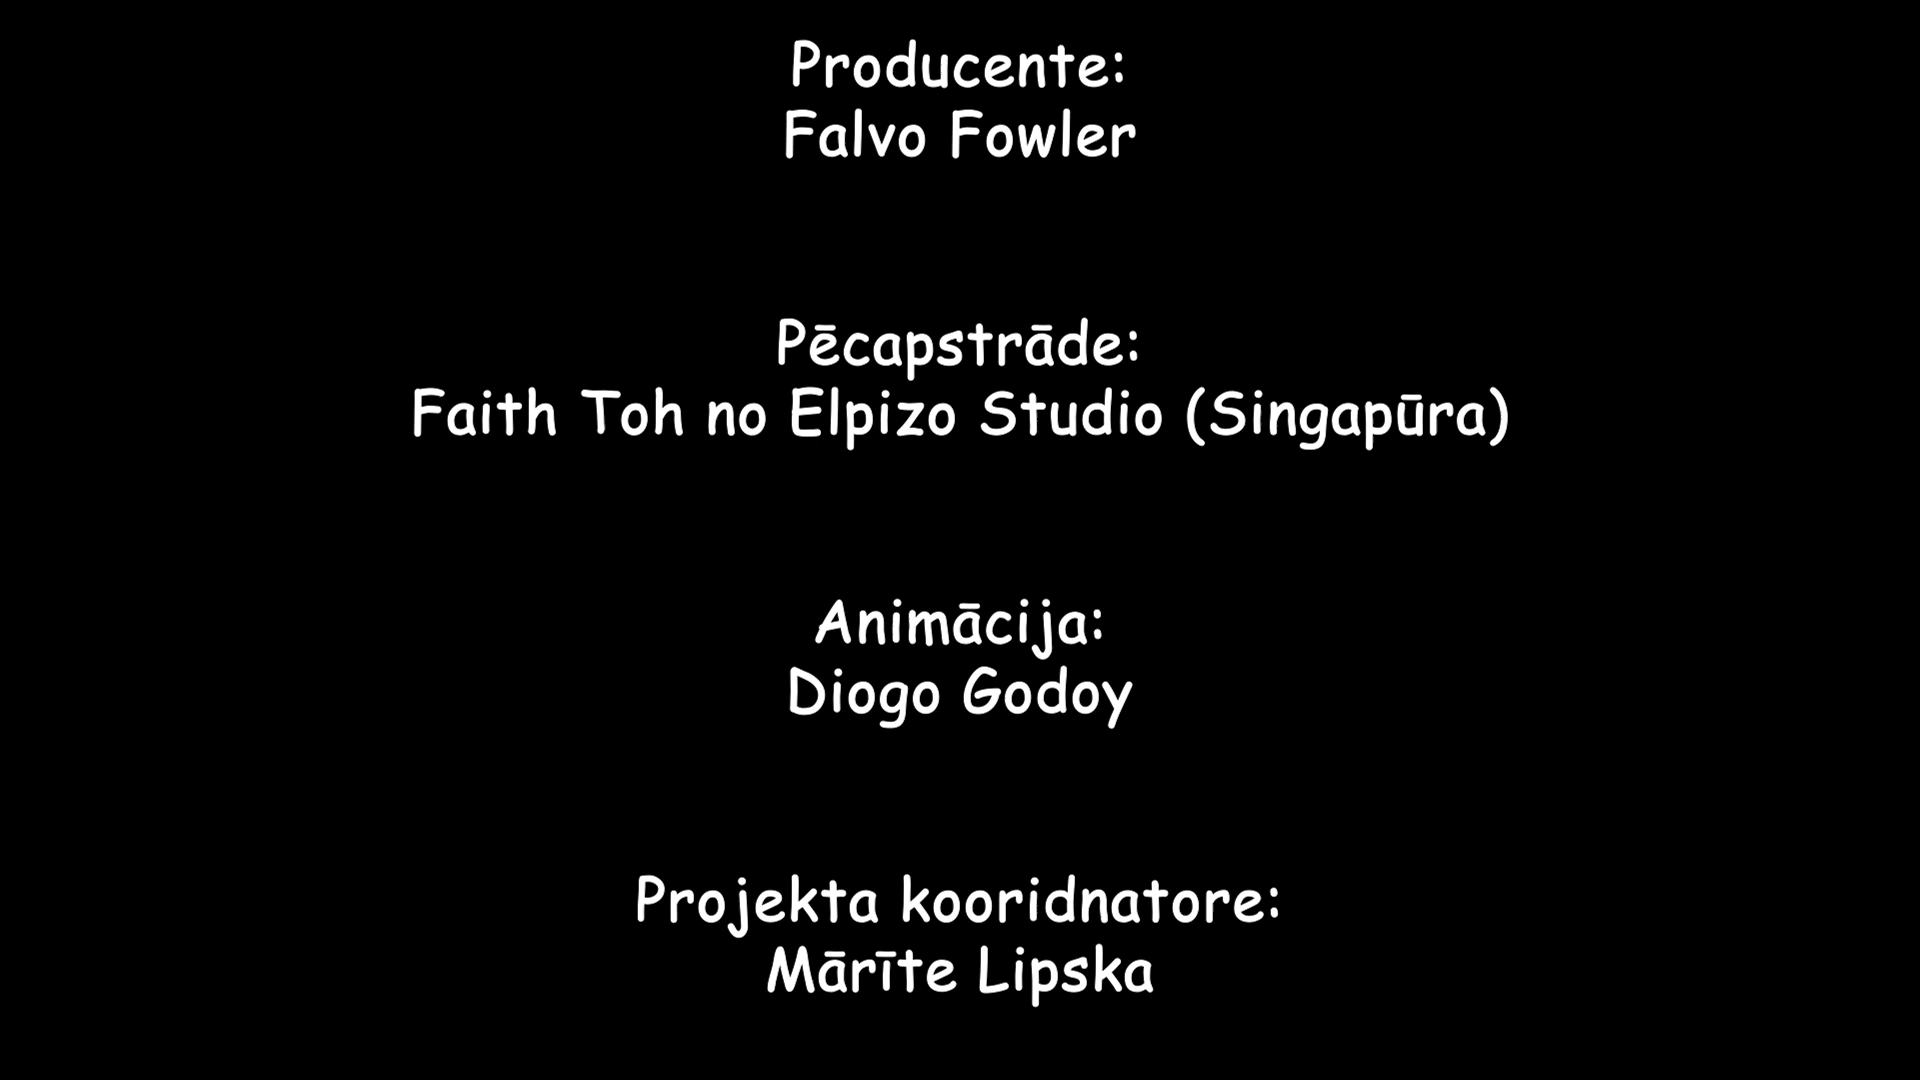 Producente:
Falvo Fowler
Pēcapstrāde:
Faith Toh no Elpizo Studio (Singapūra)
Animācija:
Diogo Godoy
Projekta kooridnatore:
Mārīte Lipska